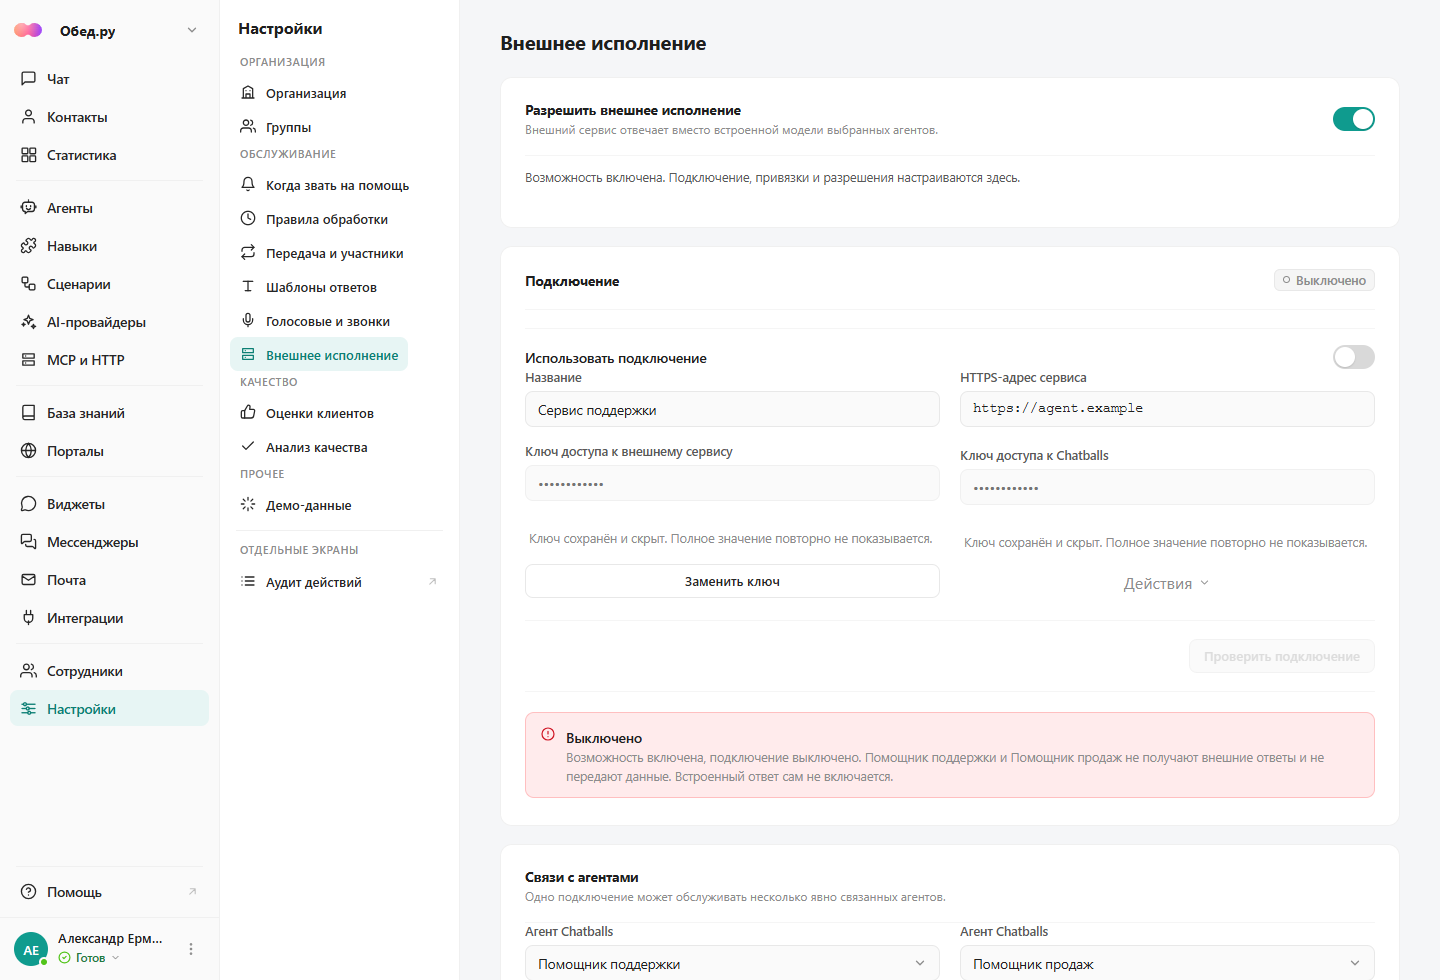 Обед.ру
Чат
Контакты
Статистика
Агенты
Навыки
Сценарии
AI-провайдеры
MCP и HTTP
База знаний
Порталы
Виджеты
Мессенджеры
Почта
Интеграции
Сотрудники
Настройки
Помощь
АЕ
Александр Ерм...
Готов
Настройки
ОРГАНИЗАЦИЯ
Организация
Группы
ОБСЛУЖИВАНИЕ
Когда звать на помощь
Правила обработки
Передача и участники
Шаблоны ответов
Голосовые и звонки
Внешнее исполнение
КАЧЕСТВО
Оценки клиентов
Анализ качества
ПРОЧЕЕ
Демо-данные
ОТДЕЛЬНЫЕ ЭКРАНЫ
Аудит действий
Внешнее исполнение
Разрешить внешнее исполнение
Внешний сервис отвечает вместо встроенной модели выбранных агентов.
Возможность включена. Подключение, привязки и разрешения настраиваются здесь.
Подключение
Выключено
Использовать подключение
Название
HTTPS-адрес сервиса
Сервис поддержки
https://agent.example
Ключ доступа к внешнему сервису
Ключ доступа к Chatballs
••••••••••••
••••••••••••
Ключ сохранён и скрыт. Полное значение повторно не показывается.
Ключ сохранён и скрыт. Полное значение повторно не показывается.
Заменить ключ
Действия
Проверить подключение
Выключено
Возможность включена, подключение выключено. Помощник поддержки и Помощник продаж не получают внешние ответы и не
передают данные. Встроенный ответ сам не включается.
Связи с агентами
Одно подключение может обслуживать несколько явно связанных агентов.
Агент Chatballs
Агент Chatballs
Помощник поддержки
Помощник продаж